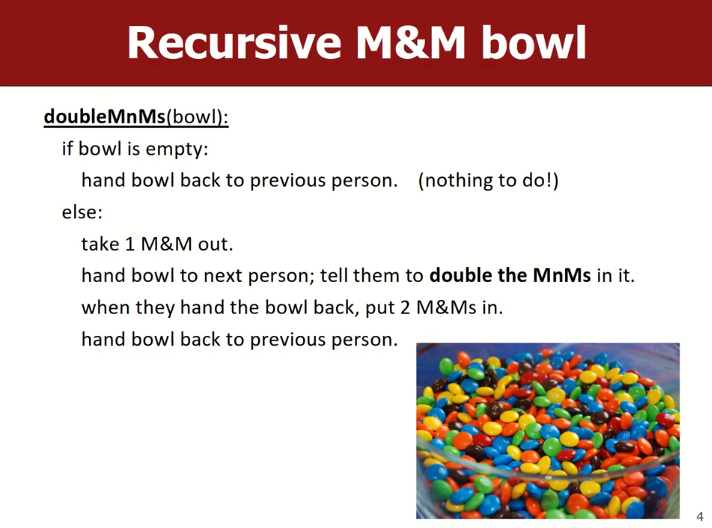 Recursive M&M bowl
doubleMnMs(bowl):
if bowl is empty:
hand bowl back to previous person. (nothing to do!)
else:
take 1 M&M out.
hand bowl to next person; tell them to double the MnMs in it.
when they hand the bowl back, put 2 M&Ms in.
hand bowl back to previous person.
4